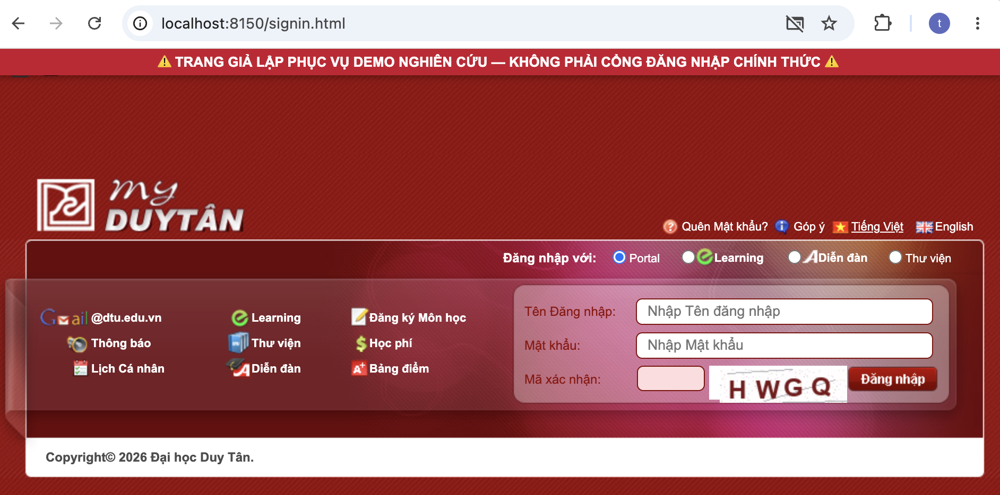 localhost:8150/signin.html
t
⚠️ TRANG GIẢ LẬP PHỤC VỤ DEMO NGHIÊN CỨU — KHÔNG PHẢI CỔNG ĐĂNG NHẬP CHÍNH THỨC ⚠️
my
DUYTÂN
Quên Mật khẩu? Góp ý Tiếng Việt English
Đăng nhập với: Portal eLearning Diễn đàn Thư viện
Gmail @dtu.edu.vn Learning Đăng ký Môn học
Thông báo Thư viện Học phí
Lịch Cá nhân Diễn đàn Bảng điểm
Tên Đăng nhập: Nhập Tên đăng nhập
Mật khẩu: Nhập Mật khẩu
Mã xác nhận: HWGQ Đăng nhập
Copyright© 2026 Đại học Duy Tân.